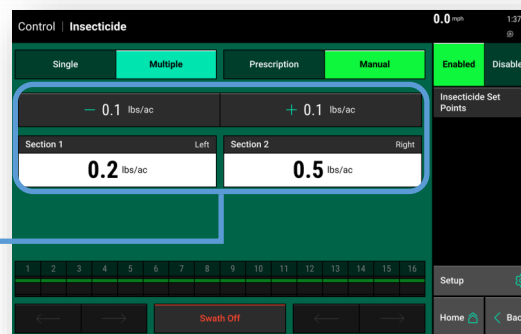 Control | Insecticide
0.0 mph
1:37
Single
Multiple
Prescription
Manual
Enabled
Disable
− 0.1 lbs/ac
+ 0.1 lbs/ac
Insecticide Set
Points
Section 1
Left
Section 2
Right
0.2 lbs/ac
0.5 lbs/ac
1 2 3 4 5 6 7 8 9 10 11 12 13 14 15 16
Setup
← → Swath Off ← →
Home
< Bac